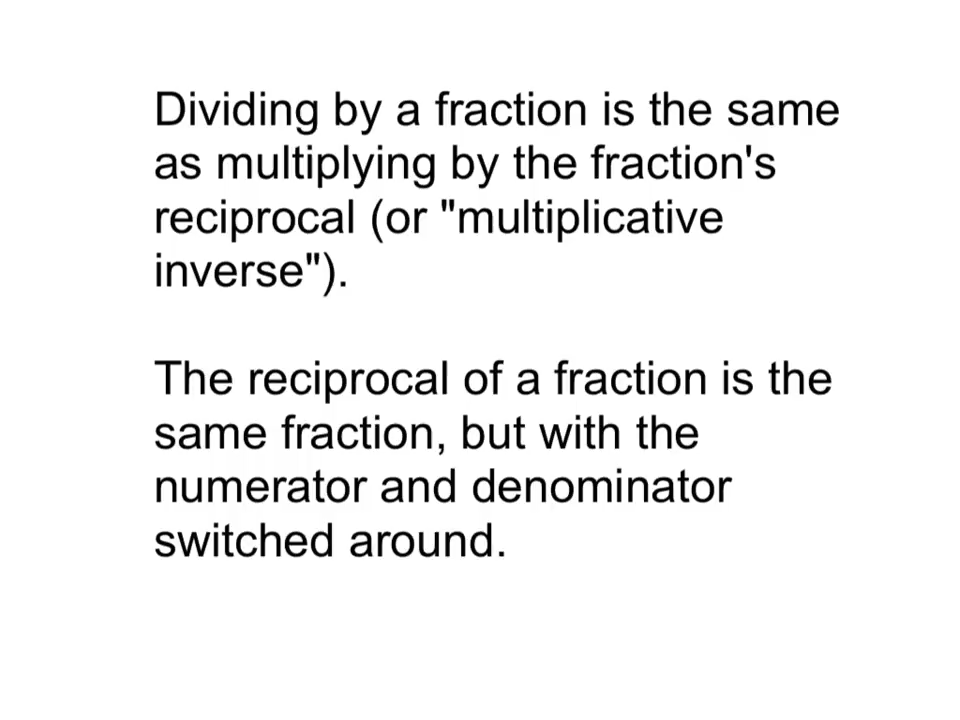 Dividing by a fraction is the same
as multiplying by the fraction's
reciprocal (or "multiplicative
inverse").
The reciprocal of a fraction is the
same fraction, but with the
numerator and denominator
switched around.